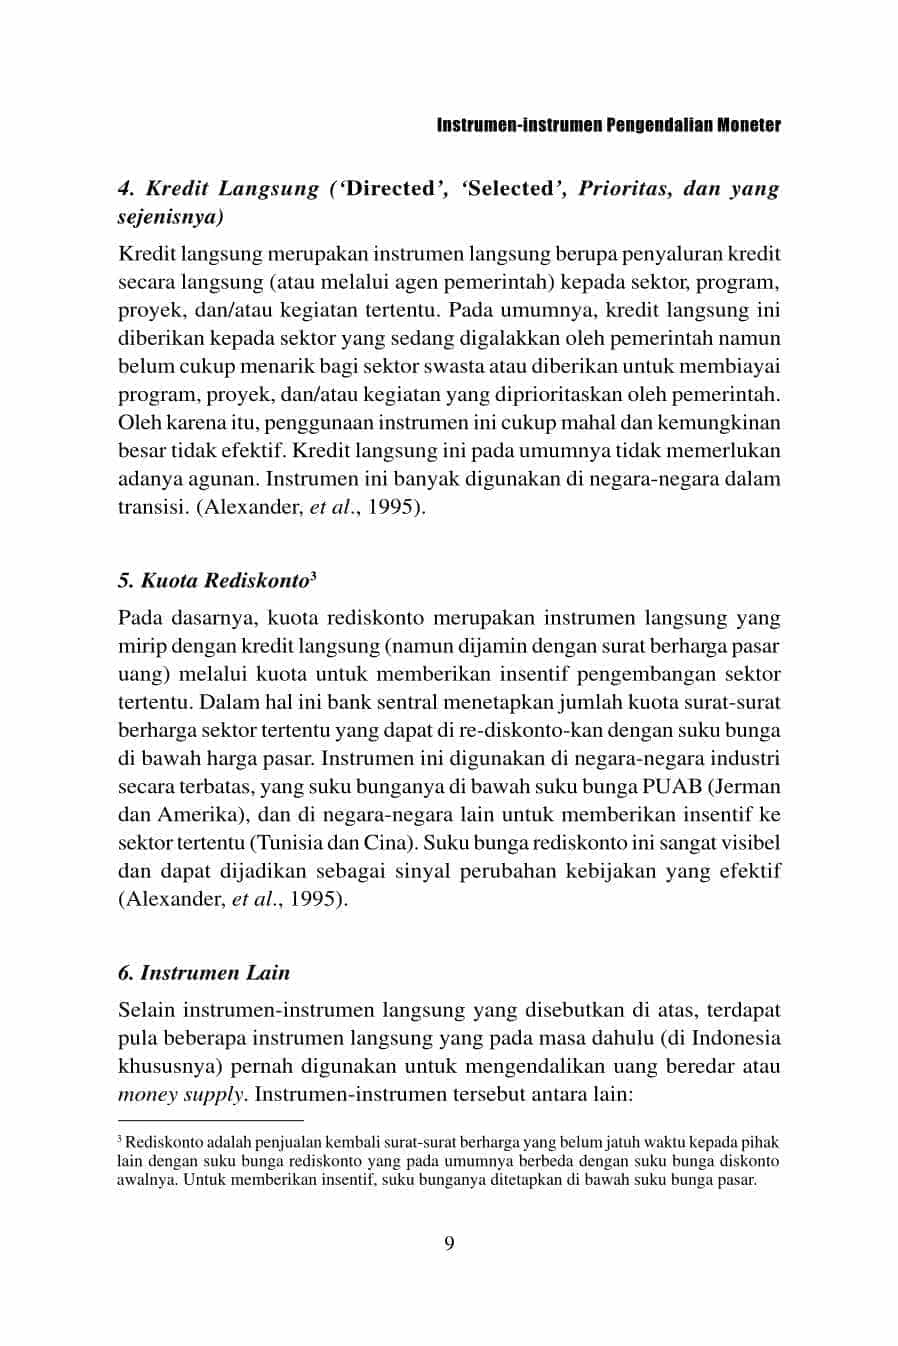 Instrumen-instrumen Pengendalian Moneter
4. Kredit Langsung (‘Directed’, ‘Selected’, Prioritas, dan yang
sejenisnya)
Kredit langsung merupakan instrumen langsung berupa penyaluran kredit
secara langsung (atau melalui agen pemerintah) kepada sektor, program,
proyek, dan/atau kegiatan tertentu. Pada umumnya, kredit langsung ini
diberikan kepada sektor yang sedang digalakkan oleh pemerintah namun
belum cukup menarik bagi sektor swasta atau diberikan untuk membiayai
program, proyek, dan/atau kegiatan yang diprioritaskan oleh pemerintah.
Oleh karena itu, penggunaan instrumen ini cukup mahal dan kemungkinan
besar tidak efektif. Kredit langsung ini pada umumnya tidak memerlukan
adanya agunan. Instrumen ini banyak digunakan di negara-negara dalam
transisi. (Alexander, et al., 1995).
5. Kuota Rediskonto³
Pada dasarnya, kuota rediskonto merupakan instrumen langsung yang
mirip dengan kredit langsung (namun dijamin dengan surat berharga pasar
uang) melalui kuota untuk memberikan insentif pengembangan sektor
tertentu. Dalam hal ini bank sentral menetapkan jumlah kuota surat-surat
berharga sektor tertentu yang dapat di re-diskonto-kan dengan suku bunga
di bawah harga pasar. Instrumen ini digunakan di negara-negara industri
secara terbatas, yang suku bunganya di bawah suku bunga PUAB (Jerman
dan Amerika), dan di negara-negara lain untuk memberikan insentif ke
sektor tertentu (Tunisia dan Cina). Suku bunga rediskonto ini sangat visibel
dan dapat dijadikan sebagai sinyal perubahan kebijakan yang efektif
(Alexander, et al., 1995).
6. Instrumen Lain
Selain instrumen-instrumen langsung yang disebutkan di atas, terdapat
pula beberapa instrumen langsung yang pada masa dahulu (di Indonesia
khususnya) pernah digunakan untuk mengendalikan uang beredar atau
money supply. Instrumen-instrumen tersebut antara lain:
³ Rediskonto adalah penjualan kembali surat-surat berharga yang belum jatuh waktu kepada pihak
lain dengan suku bunga rediskonto yang pada umumnya berbeda dengan suku bunga diskonto
awalnya. Untuk memberikan insentif, suku bunganya ditetapkan di bawah suku bunga pasar.
9